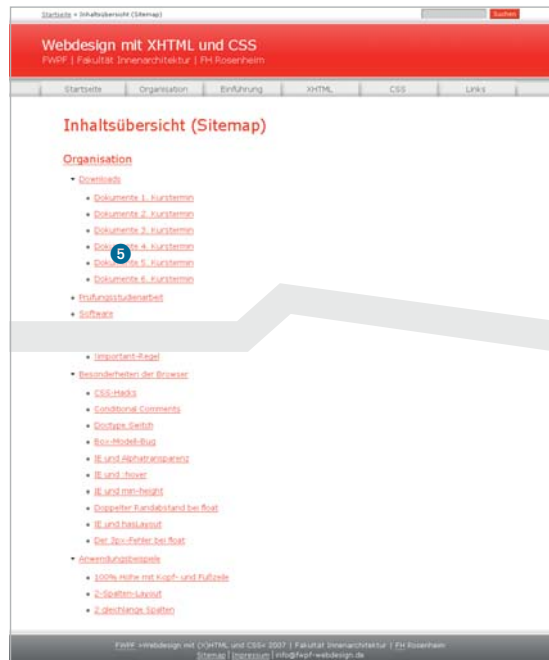 Startseite » Inhaltsübersicht (Sitemap)
Suchen
Webdesign mit XHTML und CSS
FWPF | Fakultät Innenarchitektur | FH Rosenheim
Startseite
Organisation
Einführung
XHTML
CSS
Links
Inhaltsübersicht (Sitemap)
Organisation
Downloads
Dokumente 1. Kurstermin
Dokumente 2. Kurstermin
Dokumente 3. Kurstermin
Dokumente 4. Kurstermin
5
Dokumente 5. Kurstermin
Dokumente 6. Kurstermin
Prüfungsstudienarbeit
Software
!important-Regel
Besonderheiten der Browser
CSS-Hacks
Conditional Comments
Doctype Switch
Box-Modell-Bug
IE und Alphatransparenz
IE und :hover
IE und min-height
Doppelter Randabstand bei float
IE und hasLayout
Der 3px-Fehler bei float
Anwendungsbeispiele
100% Höhe mit Kopf- und Fußzeile
2-Spalten-Layout
2 gleichlange Spalten
FWPF »Webdesign mit (X)HTML und CSS« 2007 | Fakultät Innenarchitektur | FH Rosenheim
Sitemap | Impressum | info@fwpf-webdesign.de